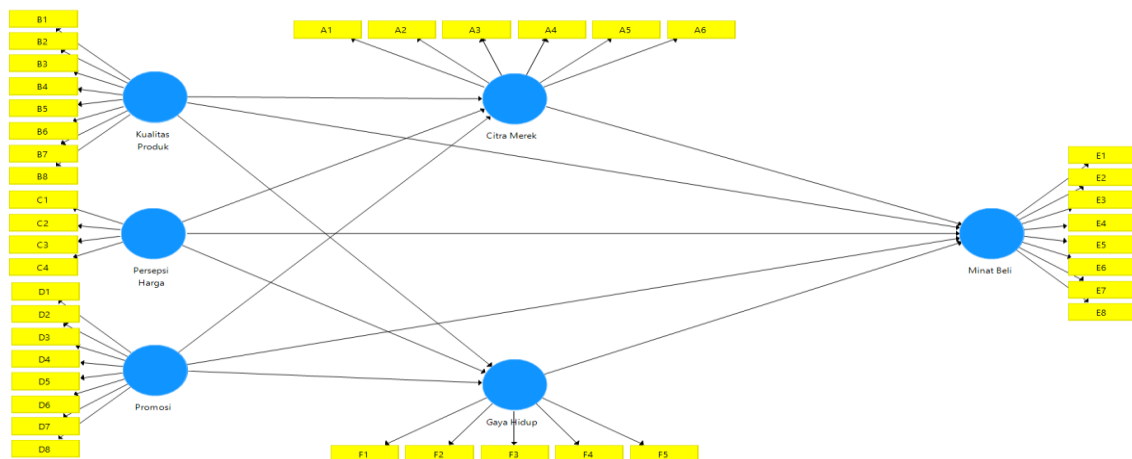 B1
B2
B3
B4
B5
B6
B7
B8
Kualitas
Produk
C1
C2
C3
C4
Persepsi
Harga
D1
D2
D3
D4
D5
D6
D7
D8
Promosi
A1
A2
A3
A4
A5
A6
Citra Merek
Gaya Hidup
F1
F2
F3
F4
F5
Minat Beli
E1
E2
E3
E4
E5
E6
E7
E8